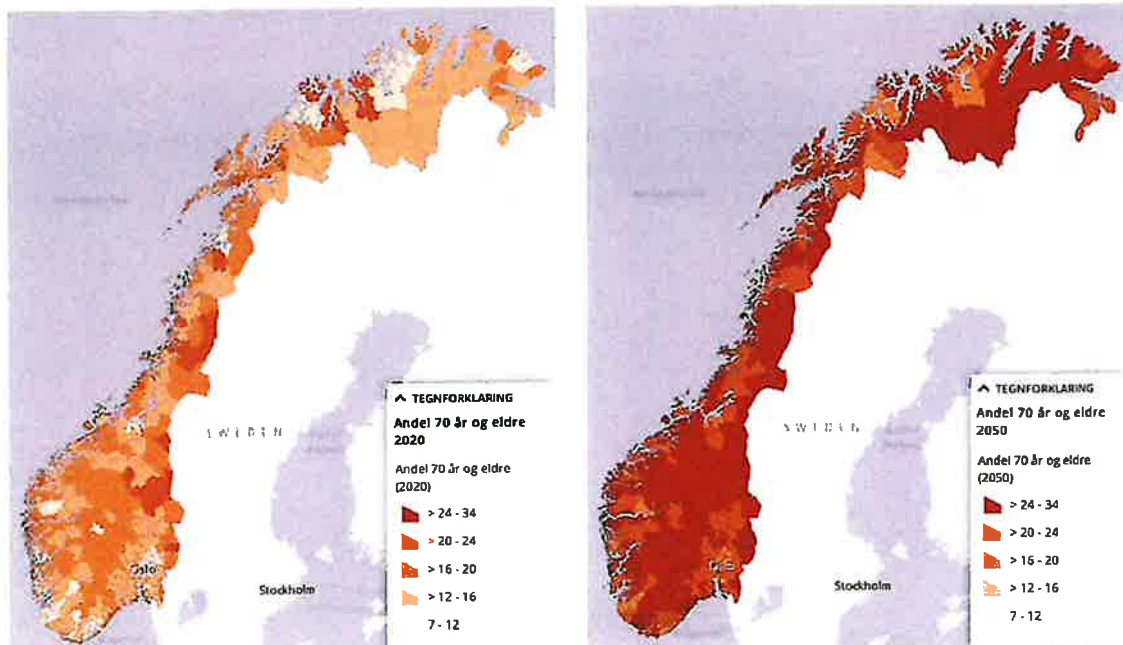 Oslo
SWEDEN
Stockholm
TEGNFORKLARING
Andel 70 år og eldre
2020
Andel 70 år og eldre
(2020)
> 24 - 34
> 20 - 24
> 16 - 20
> 12 - 16
7 - 12
SWEDEN
Stockholm
TEGNFORKLARING
Andel 70 år og eldre
2050
Andel 70 år og eldre
(2050)
> 24 - 34
> 20 - 24
> 16 - 20
> 12 - 16
7 - 12